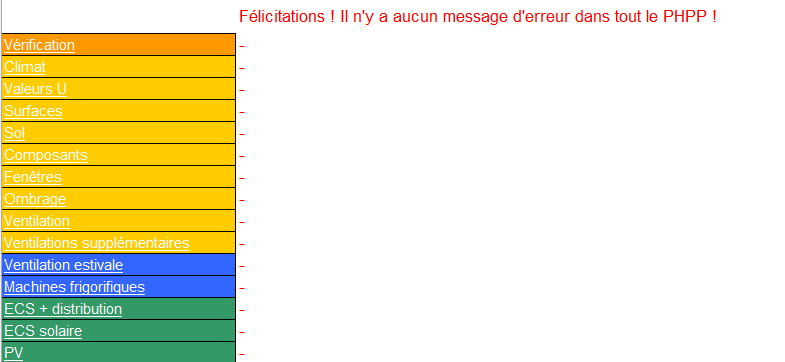 Félicitations ! Il n'y a aucun message d'erreur dans tout le PHPP !
Vérification -
Climat -
Valeurs U -
Surfaces -
Sol -
Composants -
Fenêtres -
Ombrage -
Ventilation -
Ventilations supplémentaires -
Ventilation estivale -
Machines frigorifiques -
ECS + distribution -
ECS solaire -
PV -